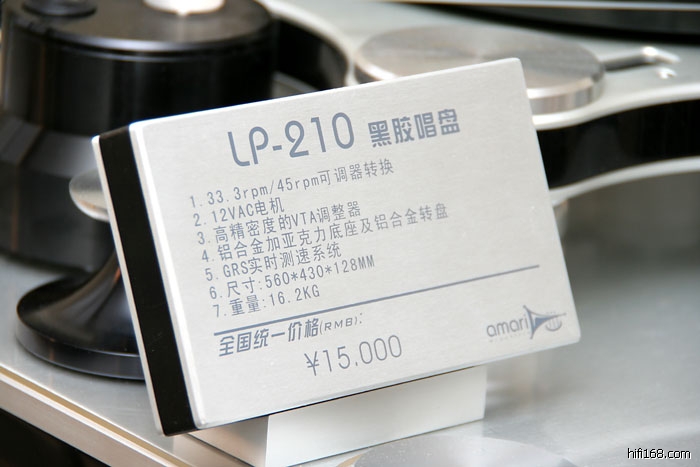 LP-210 黑胶唱盘
1.33.3rpm/45rpm可调器转换
2.12VAC电机
3.高精密度的VTA调整器
4.铝合金加亚克力底座及铝合金转盘
5.GRS实时测速系统
6.尺寸:560*430*128MM
7.重量:16.2KG
全国统一价格(RMB):
¥15,000
amari
hifi168.com